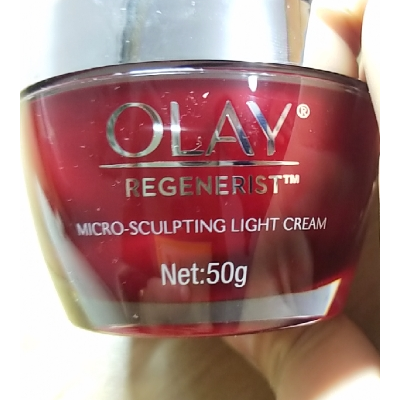 OLAY®
REGENERIST™
MICRO-SCULPTING LIGHT CREAM
Net:50g